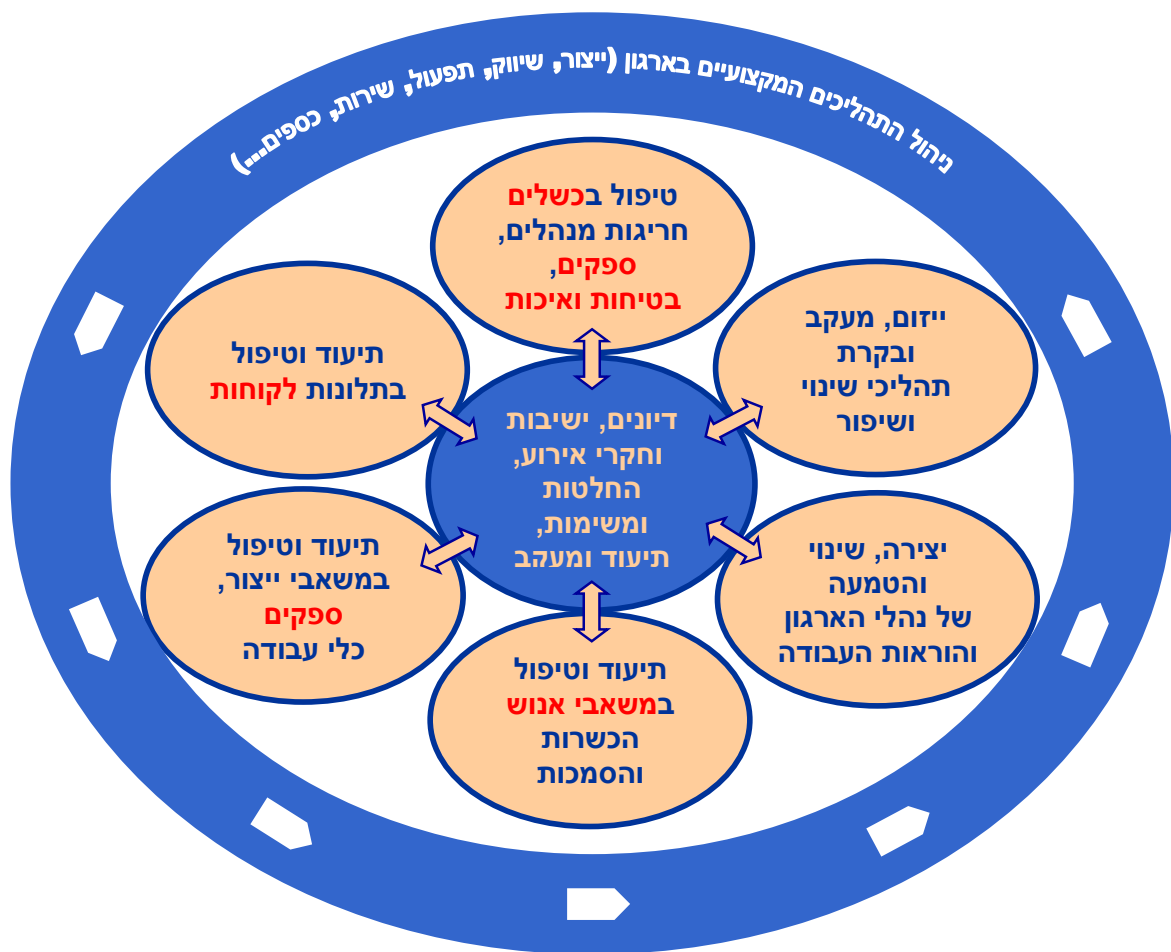 ניהול התהליכים המקצועיים בארגון (ייצור, שיווק, תפעול, שירות, כספים...)
טיפול בכשלים
חריגות מנהלים,
ספקים,
בטיחות ואיכות
ייזום, מעקב
ובקרת
תהליכי שינוי
ושיפור
יצירה, שינוי
והטמעה
של נהלי הארגון
והוראות העבודה
תיעוד וטיפול
במשאבי אנוש
הכשרות
והסמכות
תיעוד וטיפול
במשאבי ייצור,
ספקים
כלי עבודה
תיעוד וטיפול
בתלונות לקוחות
דיונים, ישיבות
וחקרי אירוע,
החלטות
ומשימות,
תיעוד ומעקב